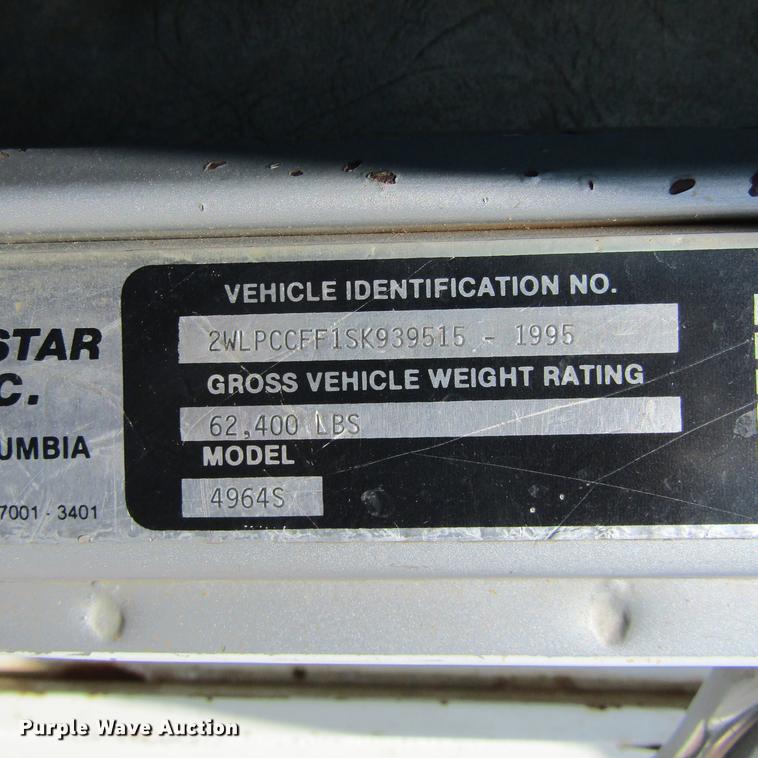 VEHICLE IDENTIFICATION NO.
2WLPCCFF1SK939515 - 1995
GROSS VEHICLE WEIGHT RATING
62,400 LBS
MODEL
4964S
STAR
C.
UMBIA
7001 - 3401
Purple Wave Auction